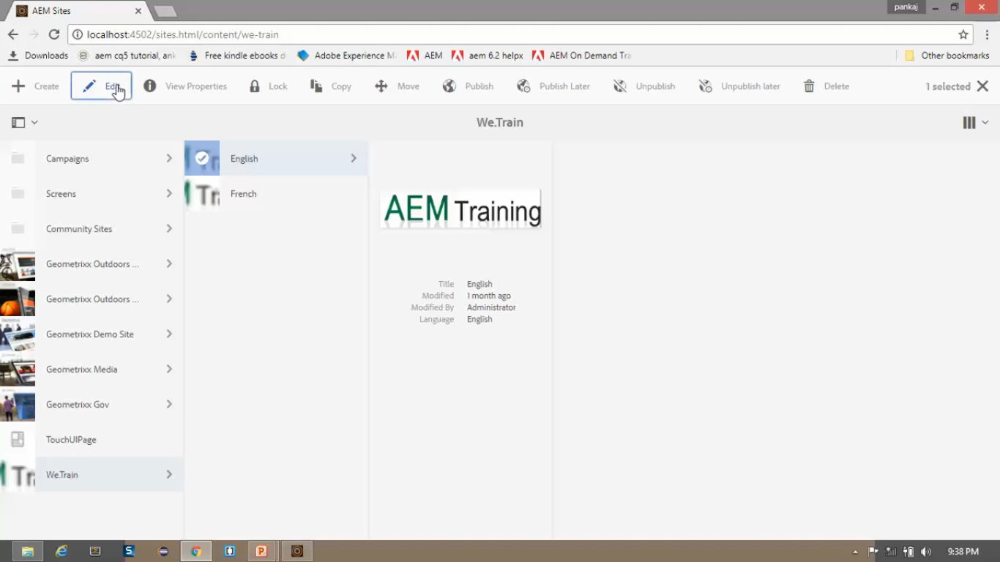 AEM Sites
pankaj
localhost:4502/sites.html/content/we-train
Downloads aem cq5 tutorial, ank Free kindle ebooks d Adobe Experience M AEM aem 6.2 helpx AEM On Demand Tra Other bookmarks
Create View Properties Lock Copy Move Publish Publish Later Unpublish Unpublish later Delete 1 selected
We.Train
Campaigns
Screens
Community Sites
Geometrixx Outdoors ...
Geometrixx Outdoors ...
Geometrixx Demo Site
Geometrixx Media
Geometrixx Gov
TouchUIPage
We.Train
English
French
AEM Training
Title English
Modified 1 month ago
Modified By Administrator
Language English
9:38 PM